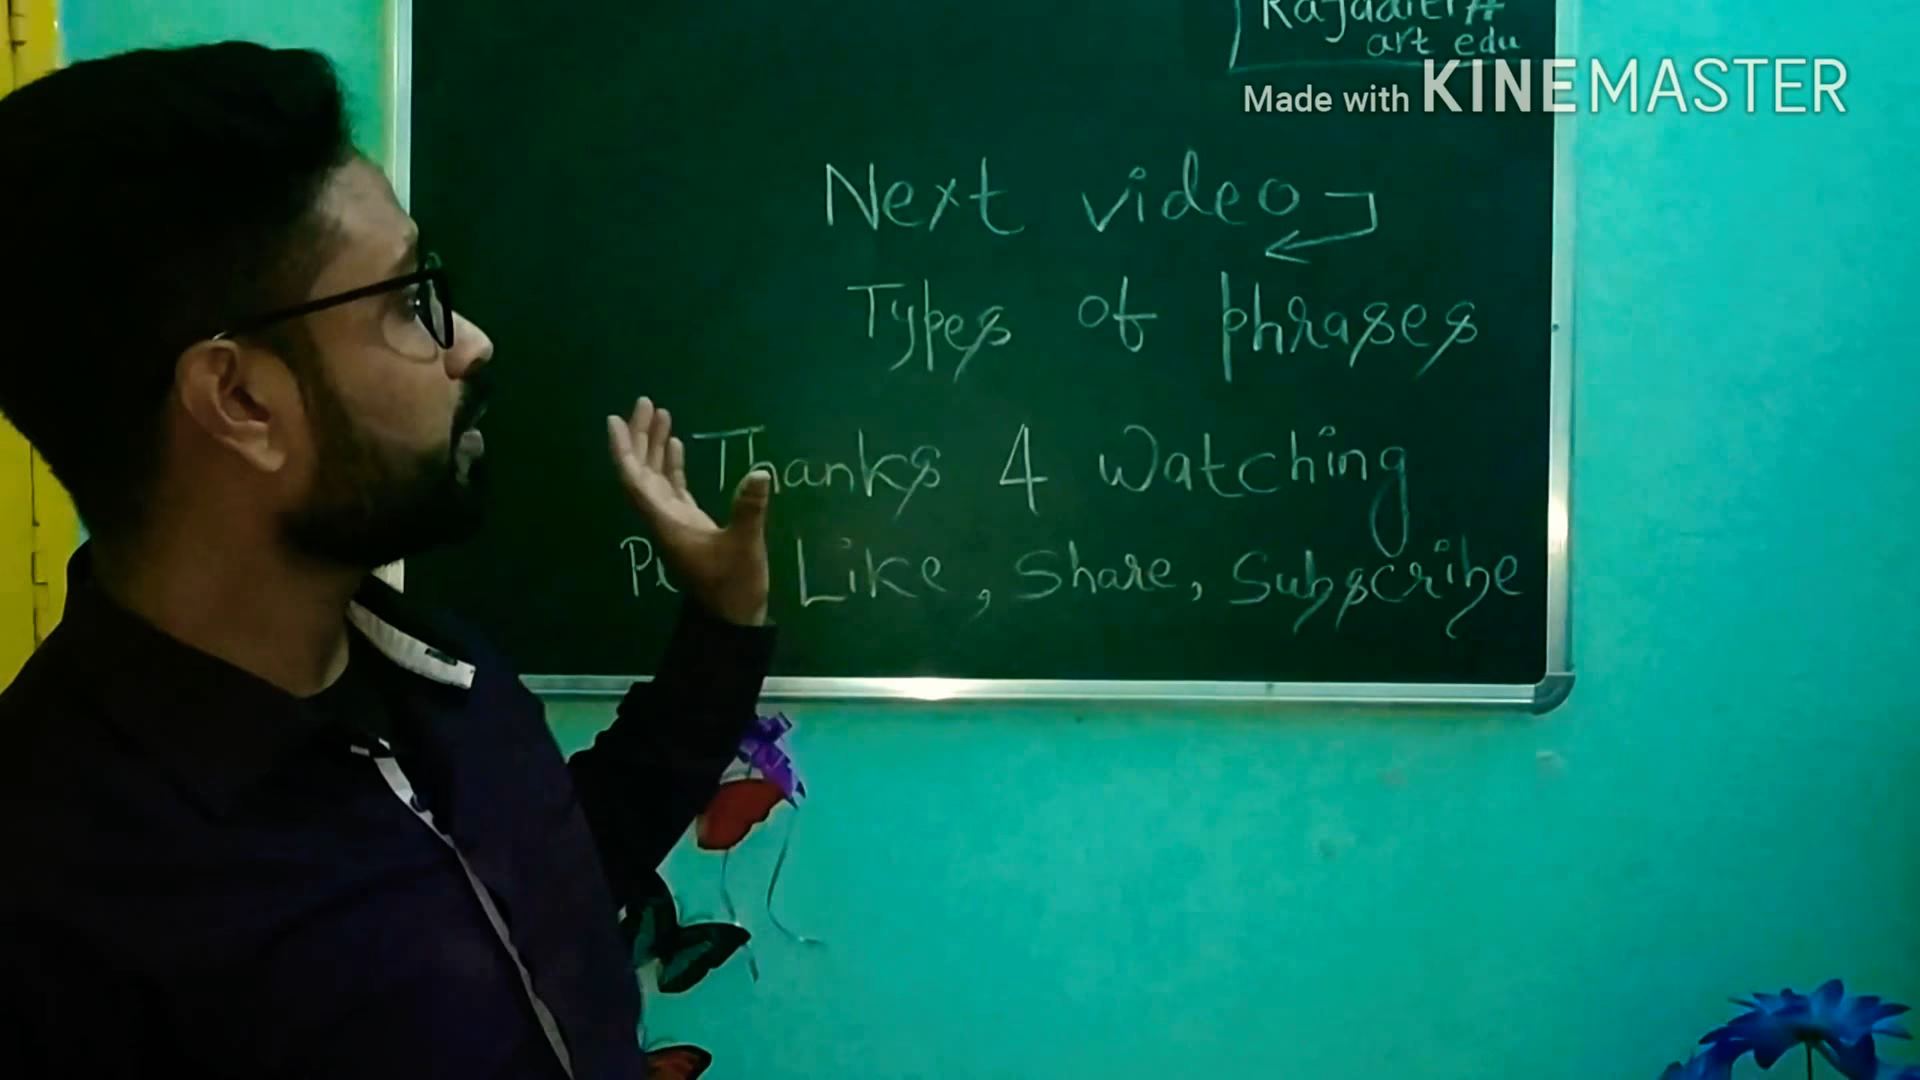 art edu
Made with KINEMASTER
Next video
Types of phrases
Thanks 4 Watching
Like, Share, Subscribe